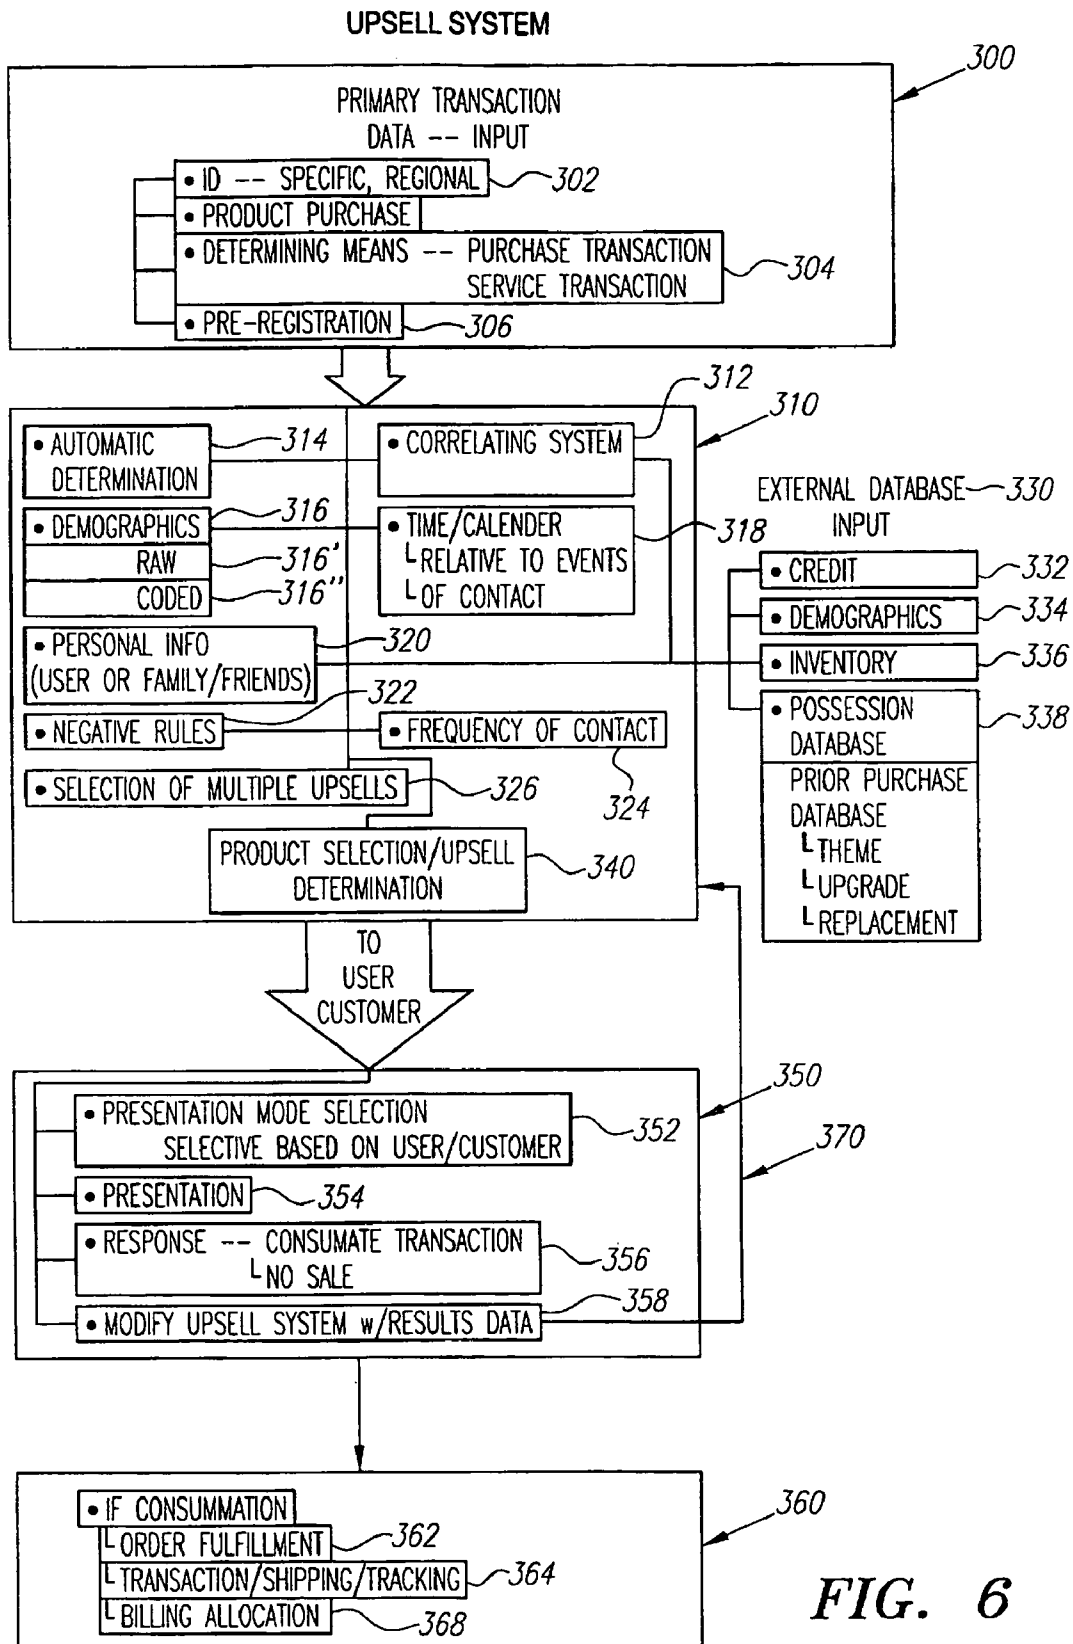 UPSELL SYSTEM
300
PRIMARY TRANSACTION
DATA -- INPUT
• ID -- SPECIFIC, REGIONAL
302
• PRODUCT PURCHASE
• DETERMINING MEANS -- PURCHASE TRANSACTION
SERVICE TRANSACTION
304
• PRE-REGISTRATION
306
310
312
• AUTOMATIC
DETERMINATION
314
• CORRELATING SYSTEM
• DEMOGRAPHICS
316
RAW
316'
CODED
316"
• TIME/CALENDER
└ RELATIVE TO EVENTS
└ OF CONTACT
318
• PERSONAL INFO
(USER OR FAMILY/FRIENDS)
320
• NEGATIVE RULES
322
• FREQUENCY OF CONTACT
324
• SELECTION OF MULTIPLE UPSELLS
326
PRODUCT SELECTION/UPSELL
DETERMINATION
340
EXTERNAL DATABASE
330
INPUT
• CREDIT
332
• DEMOGRAPHICS
334
• INVENTORY
336
• POSSESSION
DATABASE
338
PRIOR PURCHASE
DATABASE
└ THEME
└ UPGRADE
└ REPLACEMENT
TO
USER
CUSTOMER
350
370
• PRESENTATION MODE SELECTION
SELECTIVE BASED ON USER/CUSTOMER
352
• PRESENTATION
354
• RESPONSE -- CONSUMATE TRANSACTION
└ NO SALE
356
• MODIFY UPSELL SYSTEM w/RESULTS DATA
358
360
• IF CONSUMMATION
└ ORDER FULFILLMENT
362
└ TRANSACTION/SHIPPING/TRACKING
364
└ BILLING ALLOCATION
368
FIG. 6